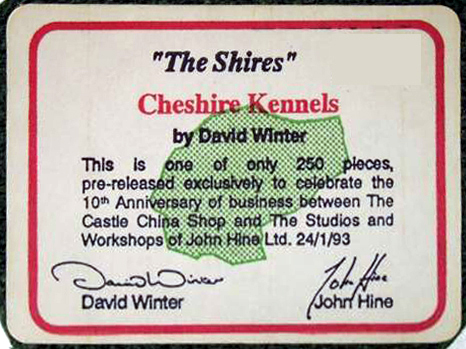 "The Shires"
Cheshire Kennels
by David Winter
This is one of only 250 pieces,
pre-released exclusively to celebrate the
10th Anniversary of business between The
Castle China Shop and The Studios and
Workshops of John Hine Ltd. 24/1/93
David Winter John Hine
David Winter John Hine